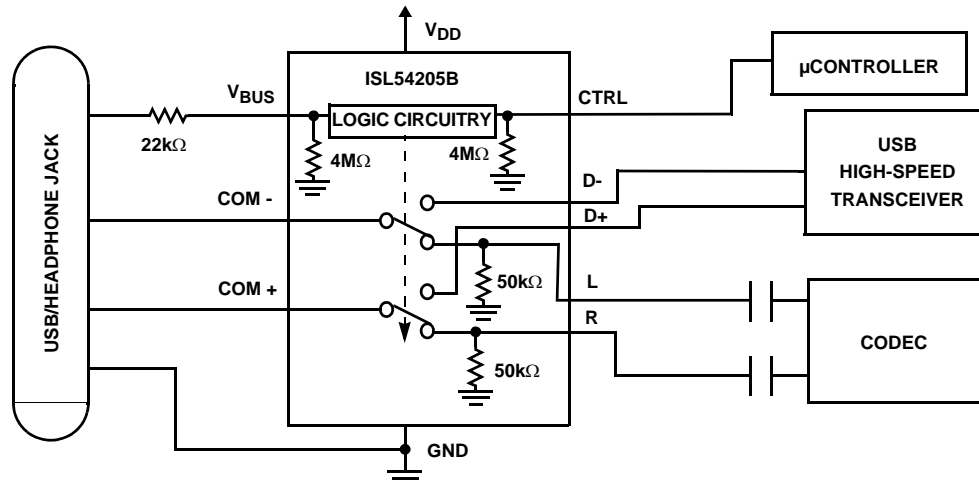 VDD
ISL54205B
µCONTROLLER
VBUS
CTRL
LOGIC CIRCUITRY
22kΩ
4MΩ
4MΩ
USB
HIGH-SPEED
TRANSCEIVER
D-
COM -
D+
USB/HEADPHONE JACK
50kΩ
L
COM +
R
CODEC
50kΩ
GND